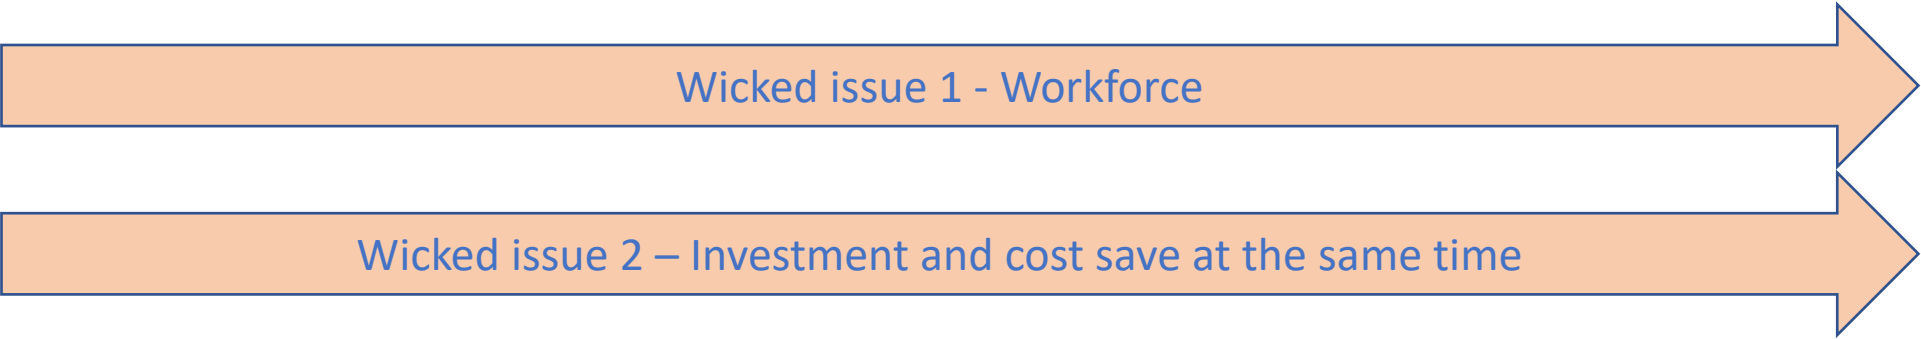 Wicked issue 1 - Workforce
Wicked issue 2 – Investment and cost save at the same time